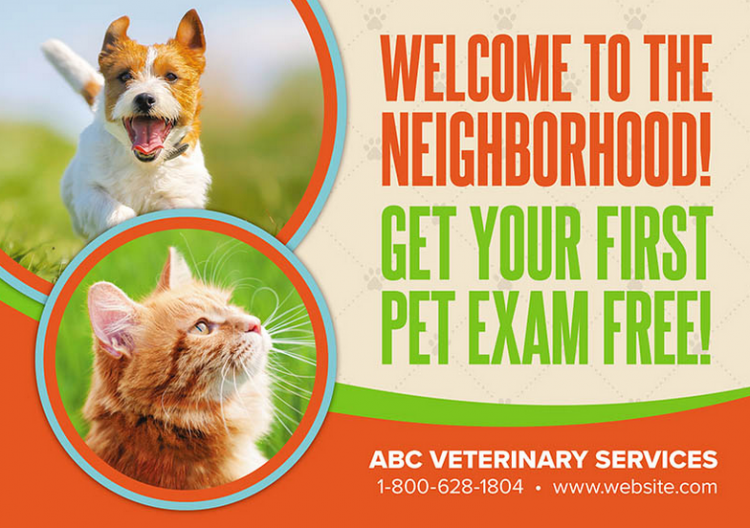 WELCOME TO THE
NEIGHBORHOOD!
GET YOUR FIRST
PET EXAM FREE!
ABC VETERINARY SERVICES
1-800-628-1804 • www.website.com